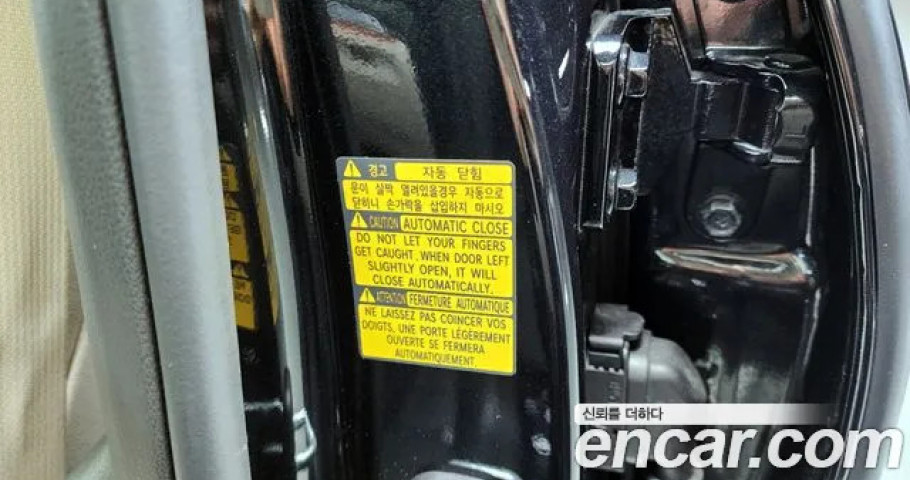 경고 자동 닫힘
문이 살짝 열려있을경우 자동으로
닫히니 손가락을 삽입하지 마시오
CAUTION AUTOMATIC CLOSE
DO NOT LET YOUR FINGERS
GET CAUGHT, WHEN DOOR LEFT
SLIGHTLY OPEN, IT WILL
CLOSE AUTOMATICALLY.
ATTENTION FERMETURE AUTOMATIQUE
NE LAISSEZ PAS COINCER VOS
DOIGTS, UNE PORTE LÉGEREMENT
OUVERTE SE FERMERA
AUTOMATIQUEMENT
신뢰를 더하다
encar.com